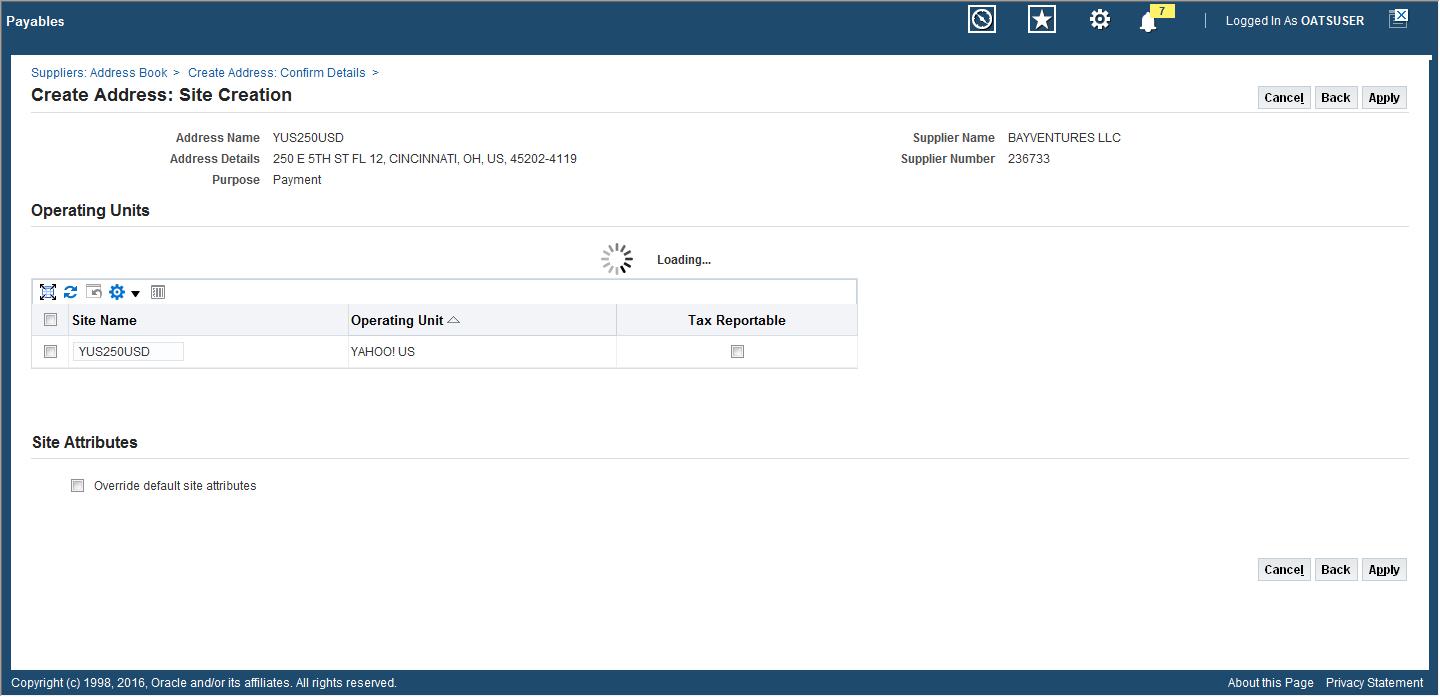 Payables
7
Logged In As OATSUSER
Suppliers: Address Book > Create Address: Confirm Details >
Create Address: Site Creation
Cancel Back Apply
Address Name YUS250USD
Supplier Name BAYVENTURES LLC
Address Details 250 E 5TH ST FL 12, CINCINNATI, OH, US, 45202-4119
Supplier Number 236733
Purpose Payment
Operating Units
Loading...
Site Name Operating Unit Tax Reportable
YUS250USD YAHOO! US
Site Attributes
Override default site attributes
Cancel Back Apply
Copyright (c) 1998, 2016, Oracle and/or its affiliates. All rights reserved.
About this Page Privacy Statement